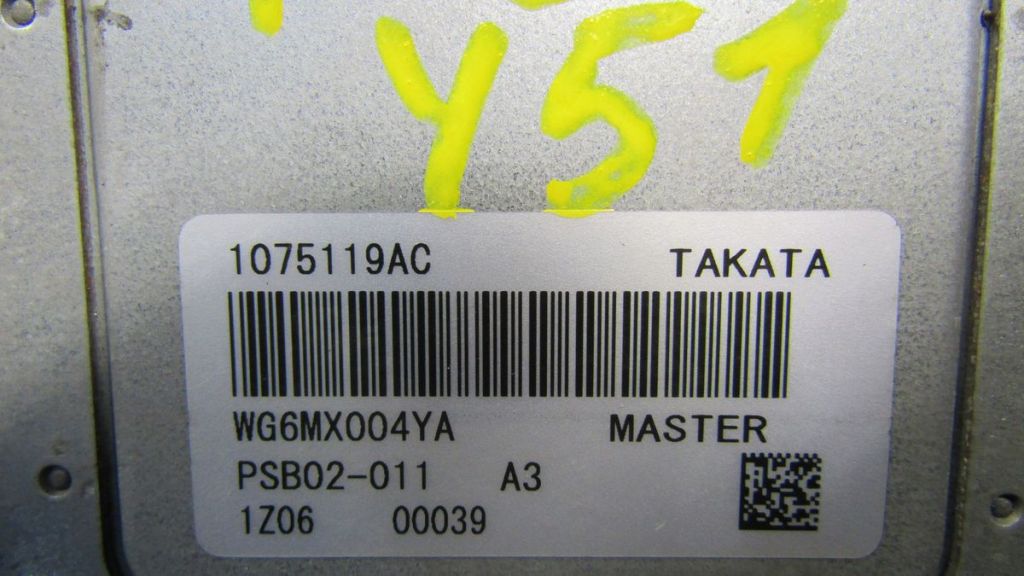 Y51
1075119AC TAKATA
WG6MX004YA MASTER
PSB02-011 A3
1Z06 00039